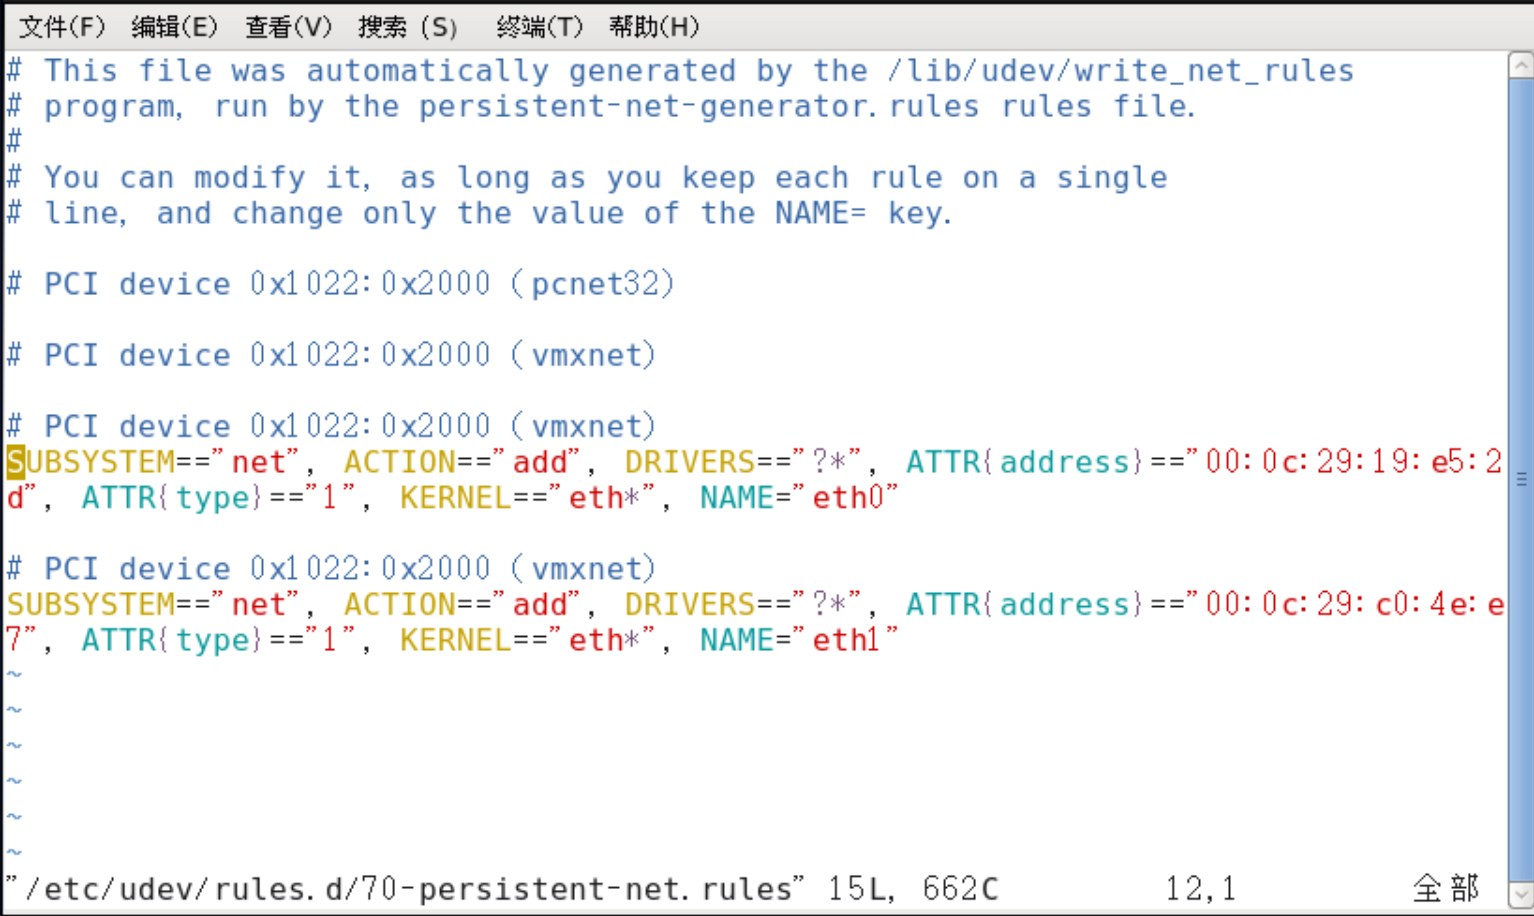 文件(F) 编辑(E) 查看(V) 搜索 (S) 终端(T) 帮助(H)
# This file was automatically generated by the /lib/udev/write_net_rules
# program, run by the persistent-net-generator.rules rules file.
#
# You can modify it, as long as you keep each rule on a single
# line, and change only the value of the NAME= key.
# PCI device 0x1022:0x2000 (pcnet32)
# PCI device 0x1022:0x2000 (vmxnet)
# PCI device 0x1022:0x2000 (vmxnet)
SUBSYSTEM=="net", ACTION=="add", DRIVERS=="?*", ATTR{address}=="00:0c:29:19:e5:2
d", ATTR{type}=="1", KERNEL=="eth*", NAME="eth0"
# PCI device 0x1022:0x2000 (vmxnet)
SUBSYSTEM=="net", ACTION=="add", DRIVERS=="?*", ATTR{address}=="00:0c:29:c0:4e:e
7", ATTR{type}=="1", KERNEL=="eth*", NAME="eth1"
~
~
~
~
~
~
"/etc/udev/rules.d/70-persistent-net.rules" 15L, 662C 12,1 全部